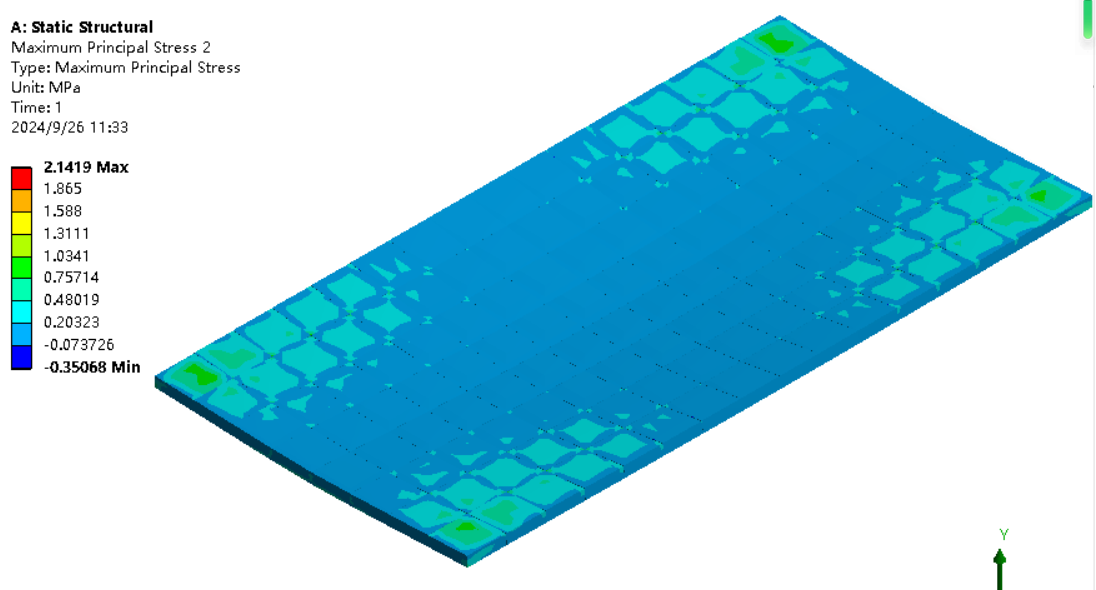 A: Static Structural
Maximum Principal Stress 2
Type: Maximum Principal Stress
Unit: MPa
Time: 1
2024/9/26 11:33
2.1419 Max
1.865
1.588
1.3111
1.0341
0.75714
0.48019
0.20323
-0.073726
-0.35068 Min
Y